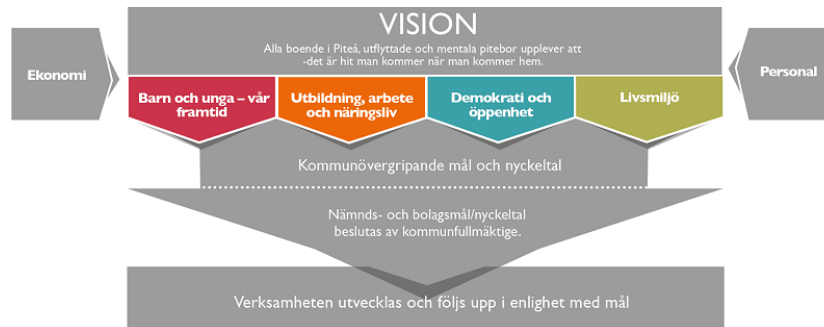 VISION
Alla boende i Piteå, utflyttade och mentala pitebor upplever att
-det är hit man kommer när man kommer hem.
Ekonomi
Personal
Barn och unga – vår
framtid
Utbildning, arbete
och näringsliv
Demokrati och
öppenhet
Livsmiljö
Kommunövergripande mål och nyckeltal
Nämnds- och bolagsmål/nyckeltal
beslutas av kommunfullmäktige.
Verksamheten utvecklas och följs upp i enlighet med mål